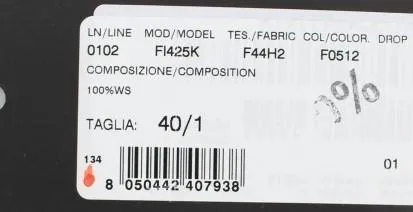 LN/LINE MOD/MODEL TES./FABRIC COL/COLOR. DROP
0102 FI425K F44H2 F0512
COMPOSIZIONE/COMPOSITION
100%WS
TAGLIA: 40/1
134
01
8 050442 407938